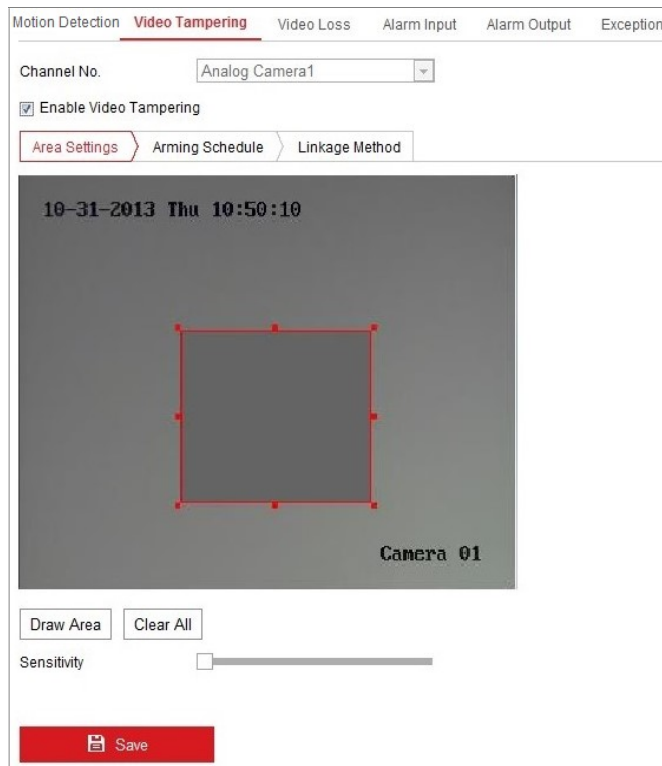 Motion Detection Video Tampering Video Loss Alarm Input Alarm Output Exception
Channel No. Analog Camera1
Enable Video Tampering
Area Settings Arming Schedule Linkage Method
10-31-2013 Thu 10:50:10
Camera 01
Draw Area Clear All
Sensitivity
Save